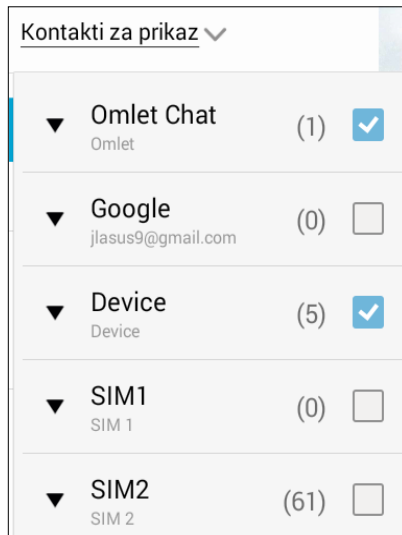 Kontakti za prikaz
Omlet Chat (1)
Omlet
Google (0)
jlasus9@gmail.com
Device (5)
Device
SIM1 (0)
SIM 1
SIM2 (61)
SIM 2